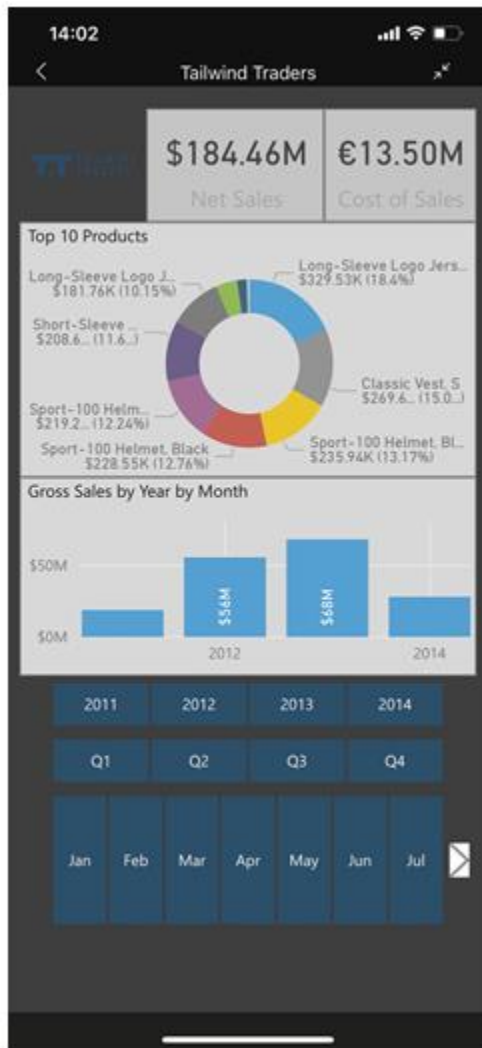 14:02
Tailwind Traders
$184.46M
Net Sales
€13.50M
Cost of Sales
Top 10 Products
Long-Sleeve Logo Jers...
$329.53K (18.4%)
Long-Sleeve Logo J...
$181.76K (10.15%)
Short-Sleeve ...
$208.6... (11.6...)
Classic Vest, S
$269.6... (15.0...)
Sport-100 Helm...
$219.2... (12.24%)
Sport-100 Helmet, Bl...
$235.94K (13.17%)
Sport-100 Helmet, Black
$228.55K (12.76%)
Gross Sales by Year by Month
$50M
$0M
$56M
$68M
2012
2014
2011 2012 2013 2014
Q1 Q2 Q3 Q4
Jan Feb Mar Apr May Jun Jul